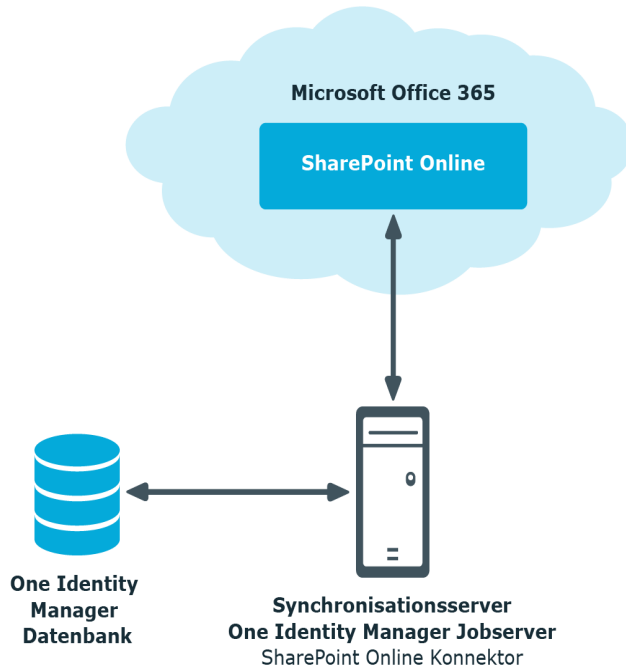 Microsoft Office 365
SharePoint Online
One Identity
Manager
Datenbank
Synchronisationsserver
One Identity Manager Jobserver
SharePoint Online Konnektor